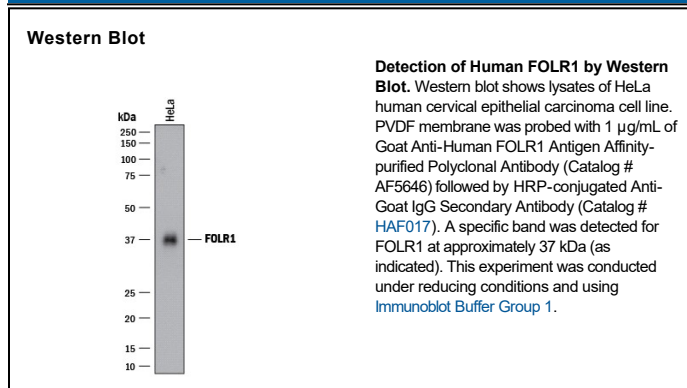 Western Blot
HeLa
kDa
250
150
100
75
50
37
FOLR1
25
20
15
10
Detection of Human FOLR1 by Western
Blot. Western blot shows lysates of HeLa
human cervical epithelial carcinoma cell line.
PVDF membrane was probed with 1 µg/mL of
Goat Anti-Human FOLR1 Antigen Affinity-
purified Polyclonal Antibody (Catalog #
AF5646) followed by HRP-conjugated Anti-
Goat IgG Secondary Antibody (Catalog #
HAF017). A specific band was detected for
FOLR1 at approximately 37 kDa (as
indicated). This experiment was conducted
under reducing conditions and using
Immunoblot Buffer Group 1.